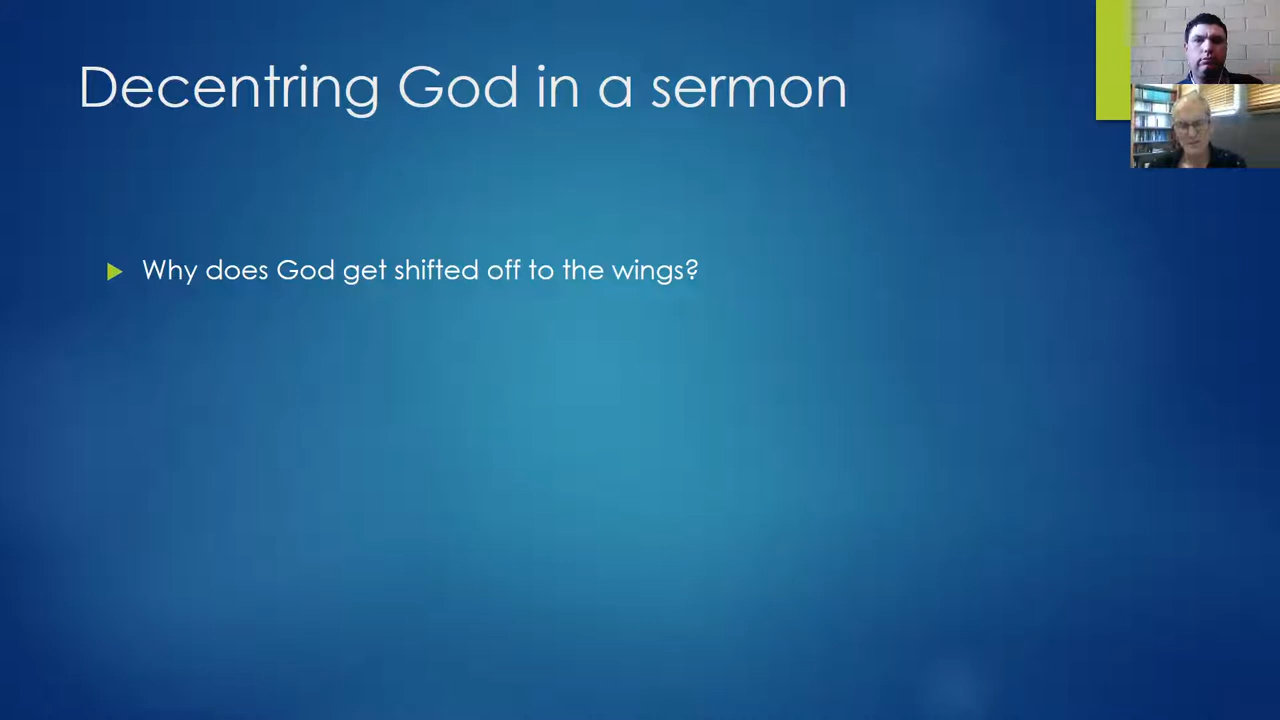 Decentring God in a sermon
Why does God get shifted off to the wings?